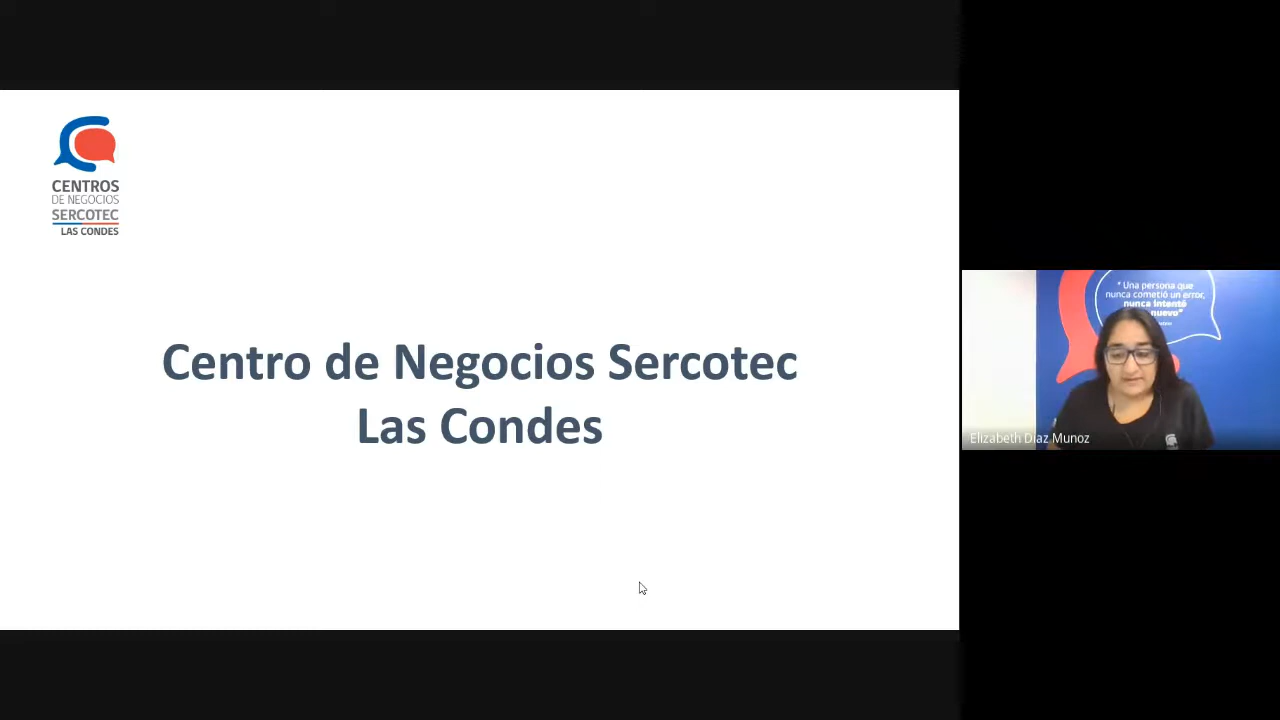 CENTROS
DE NEGOCIOS
SERCOTEC
LAS CONDES
Centro de Negocios Sercotec
Las Condes
" Una persona que
nunca cometió un error,
nunca intentó
nuevo"
Elizabeth Diaz Munoz